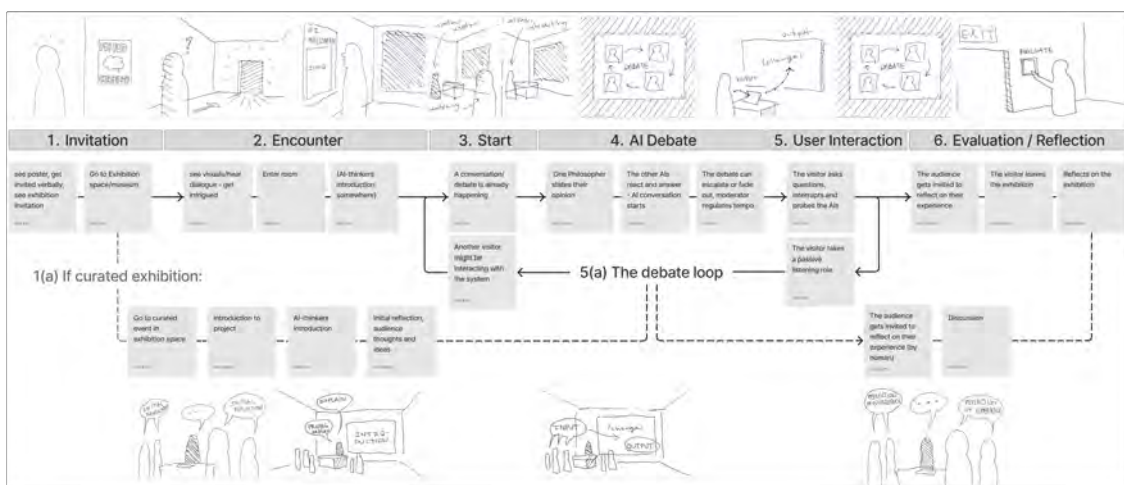 EXIT
EVALUATE
DEBATE
DEBATE
output
INPUT
1. Invitation
2. Encounter
3. Start
4. AI Debate
5. User Interaction
6. Evaluation / Reflection
see poster, get
invited verbally,
see exhibition
invitation
Go to Exhibition
space/museum
see visuals/hear
dialogue - get
intrigued
Enter room
(AI-thinkers
introduction
somewhere)
A conversation/
debate is already
happening
One Philosopher
states their
opinion
The other AIs
react and answer
- AI conversation
starts
The debate can
escalate or fade
out, moderator
regulates tempo
The visitor asks
questions,
interrupts and
probes the AIs
The audience
gets invited to
reflect on their
experience
The visitor leaves
the exhibition
Reflects on the
exhibition
Another visitor
might be
interacting with
the system
5(a) The debate loop
The visitor takes
a passive
listening role
1(a) If curated exhibition:
Go to curated
event in
exhibition space
Introduction to
project
AI-thinkers
introduction
Initial reflection,
audience
thoughts and
ideas
The audience
gets invited to
reflect on their
experience (by
human)
Discussion
EXPLAIN
INTRO-
DUCTION
INPUT
OUTPUT